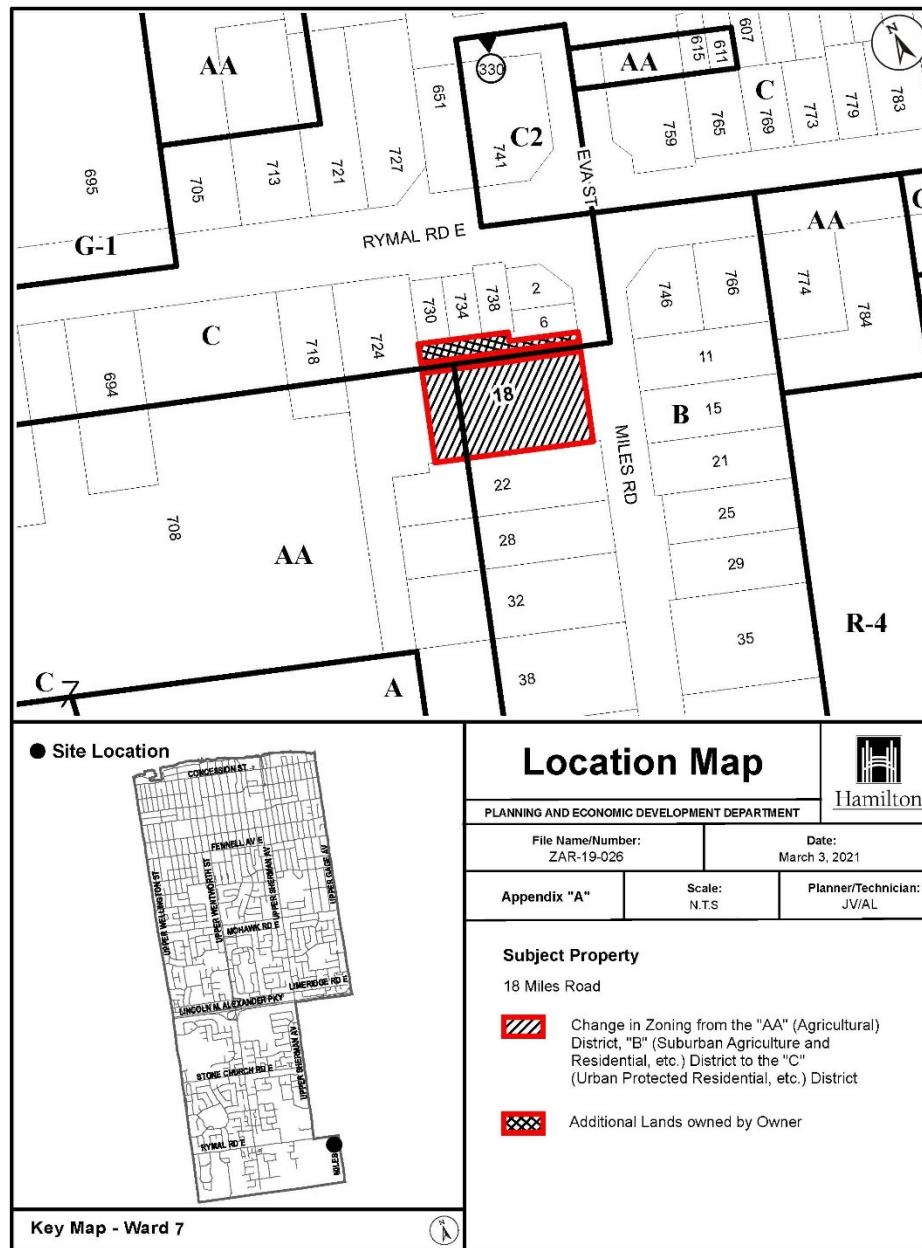 AA
651
330
AA
615
611
607
C
695
705
713
721
727
741
C2
EVA ST
759
765
769
773
779
783
G-1
RYMAL RD E
AA
C
694
718
724
730
734
738
2
6
746
766
774
784
11
18
B
15
MILES RD
21
22
25
708
AA
28
29
32
R-4
35
38
C
7
A
Site Location
CONCESSION ST
FENNELL AV E
UPPER WELLINGTON ST
UPPER WENTWORTH ST
UPPER SHERMAN AV
UPPER GAGE AV
MOHAWK RD E
LIMERIDGE RD E
LINCOLN M. ALEXANDER PKY
STONE CHURCH RD E
UPPER SHERMAN AV
RYMAL RD E
Key Map - Ward 7
N
Location Map
Hamilton
PLANNING AND ECONOMIC DEVELOPMENT DEPARTMENT
File Name/Number:
ZAR-19-026
Date:
March 3, 2021
Appendix "A"
Scale:
N.T.S
Planner/Technician:
JV/AL
Subject Property
18 Miles Road
Change in Zoning from the "AA" (Agricultural)
District, "B" (Suburban Agriculture and
Residential, etc.) District to the "C"
(Urban Protected Residential, etc.) District
Additional Lands owned by Owner